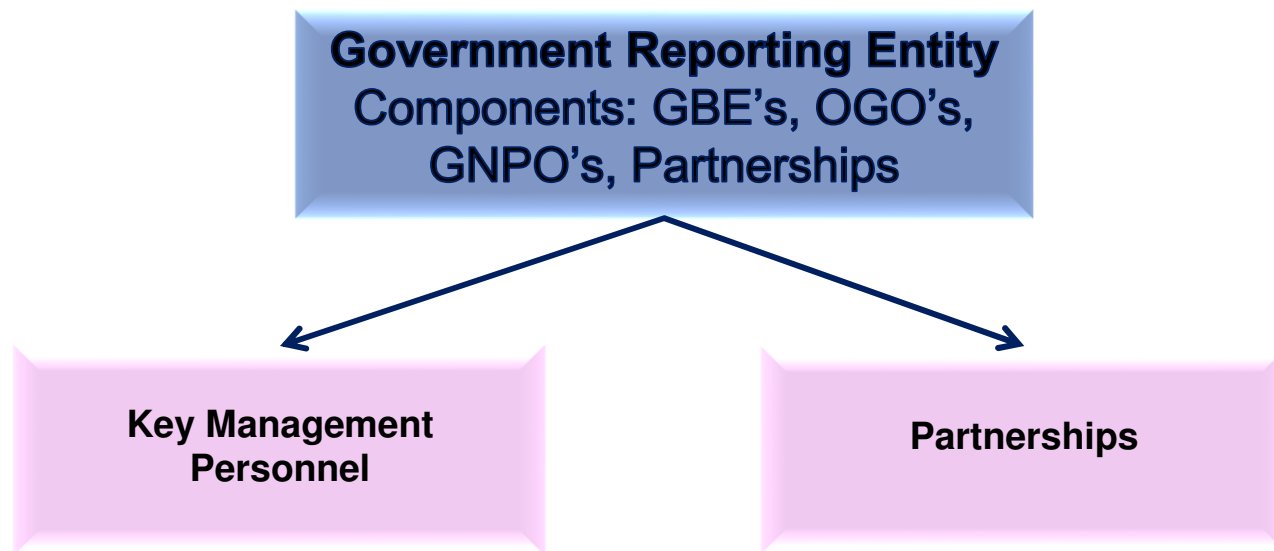 Government Reporting Entity
Components: GBE’s, OGO’s,
GNPO’s, Partnerships
Key Management
Personnel
Partnerships